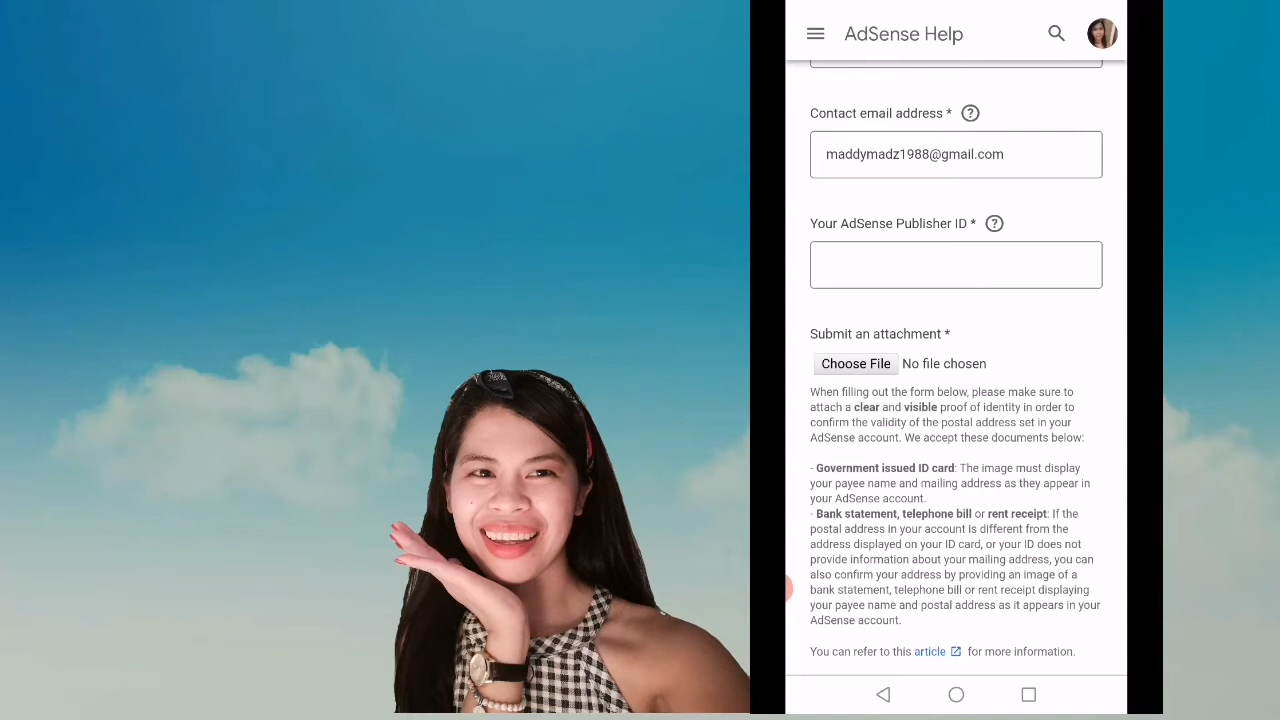 AdSense Help
Contact email address *
maddymadz1988@gmail.com
Your AdSense Publisher ID *
Submit an attachment *
Choose File No file chosen
When filling out the form below, please make sure to
attach a clear and visible proof of identity in order to
confirm the validity of the postal address set in your
AdSense account. We accept these documents below:
- Government issued ID card: The image must display
your payee name and mailing address as they appear in
your AdSense account.
- Bank statement, telephone bill or rent receipt: If the
postal address in your account is different from the
address displayed on your ID card, or your ID does not
provide information about your mailing address, you can
also confirm your address by providing an image of a
bank statement, telephone bill or rent receipt displaying
your payee name and postal address as it appears in your
AdSense account.
You can refer to this article for more information.